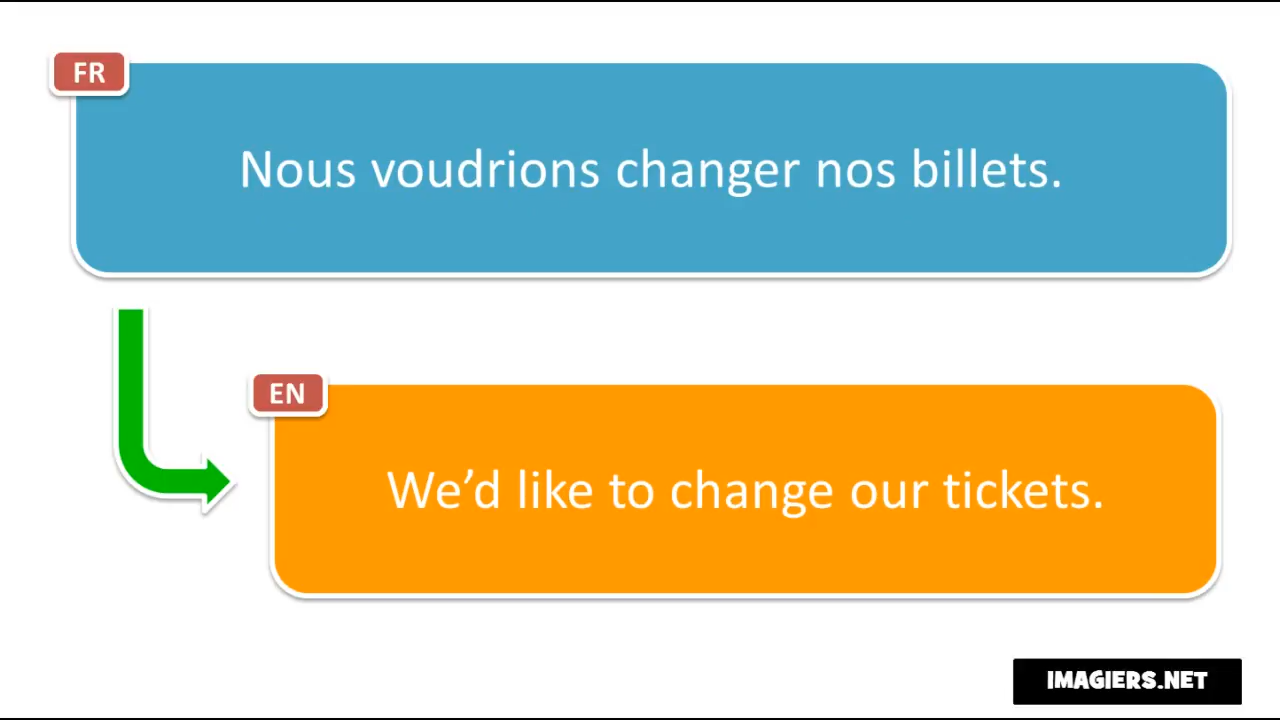 FR
Nous voudrions changer nos billets.
EN
We’d like to change our tickets.
IMAGIERS.NET